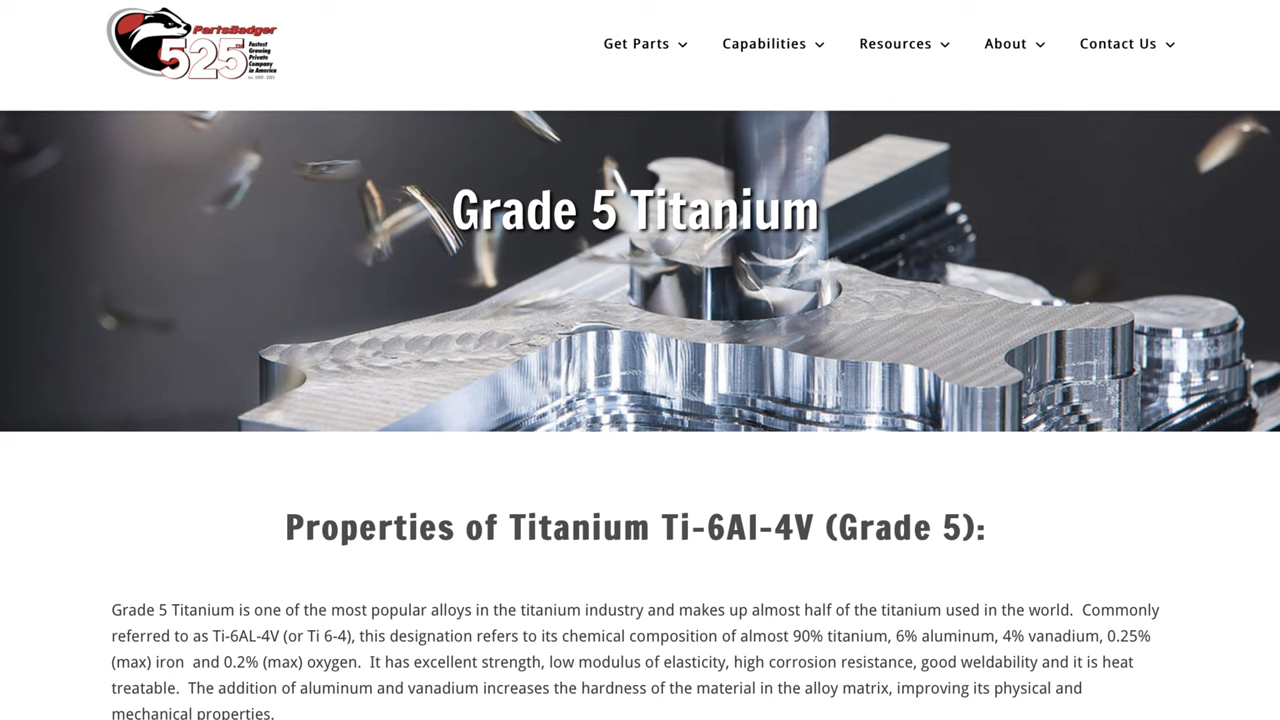 PartsBadger
525
Fastest
Growing
Private
Company
in America
Inc. 5000 - 2021
Get Parts
Capabilities
Resources
About
Contact Us
Grade 5 Titanium
Properties of Titanium Ti-6Al-4V (Grade 5):
Grade 5 Titanium is one of the most popular alloys in the titanium industry and makes up almost half of the titanium used in the world.  Commonly
referred to as Ti-6AL-4V (or Ti 6-4), this designation refers to its chemical composition of almost 90% titanium, 6% aluminum, 4% vanadium, 0.25%
(max) iron  and 0.2% (max) oxygen.  It has excellent strength, low modulus of elasticity, high corrosion resistance, good weldability and it is heat
treatable.  The addition of aluminum and vanadium increases the hardness of the material in the alloy matrix, improving its physical and
mechanical properties.